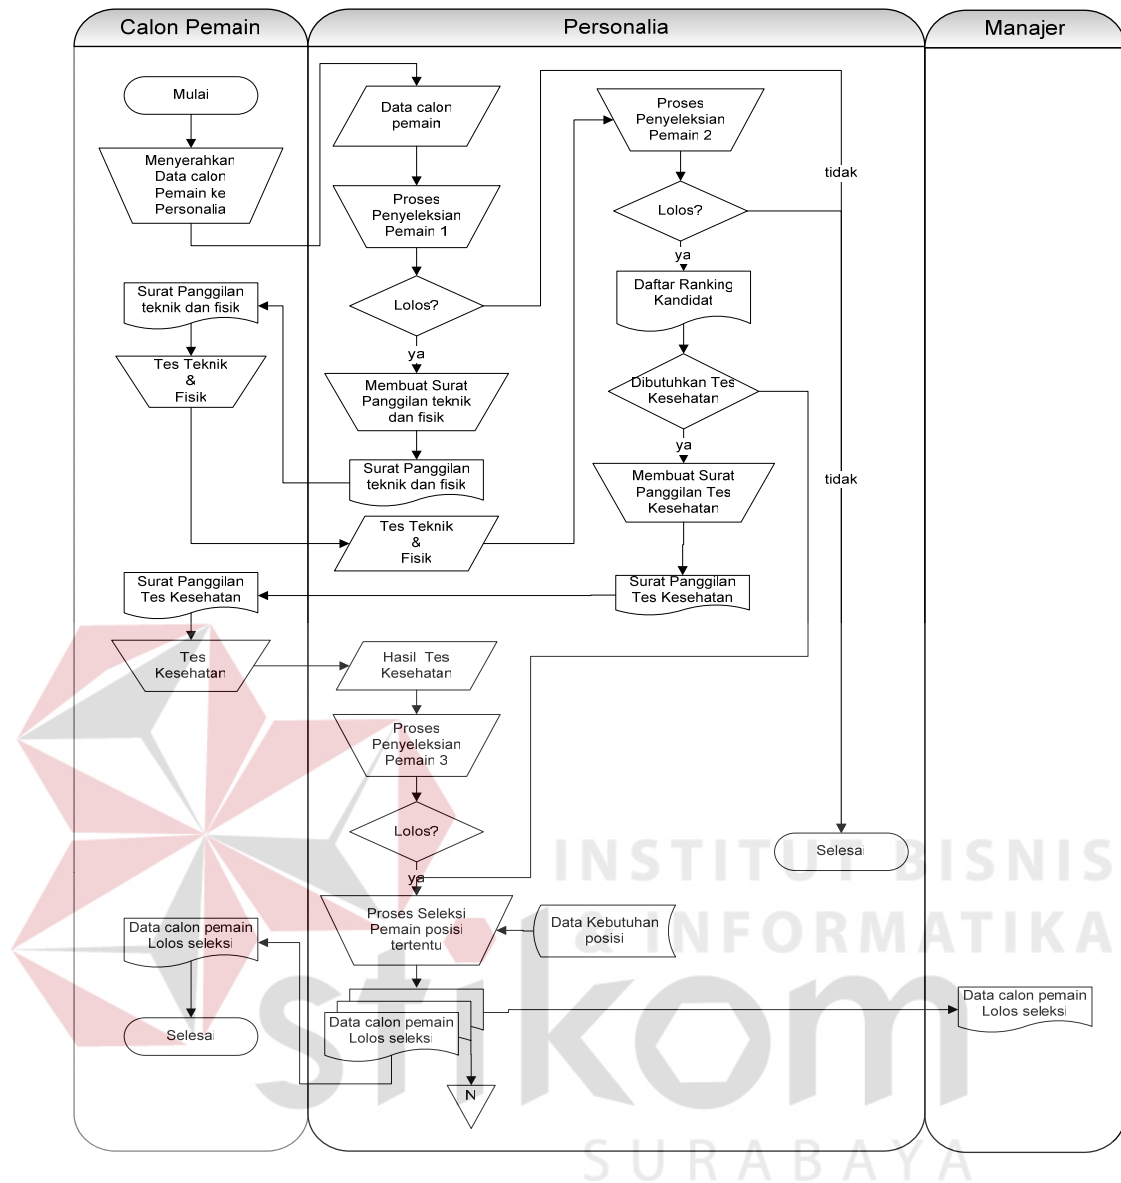 Calon Pemain
Personalia
Manajer
Mulai
Menyerahkan
Data calon
Pemain ke
Personalia
Surat Panggilan
teknik dan fisik
Tes Teknik
&
Fisik
Surat Panggilan
Tes Kesehatan
Tes
Kesehatan
Data calon pemain
Lolos seleksi
Selesai
Data calon
pemain
Proses
Penyeleksian
Pemain 1
Lolos?
ya
Membuat Surat
Panggilan teknik
dan fisik
Surat Panggilan
teknik dan fisik
Tes Teknik
&
Fisik
Hasil Tes
Kesehatan
Proses
Penyeleksian
Pemain 3
Lolos?
ya
Proses Seleksi
Pemain posisi
tertentu
Data Kebutuhan
posisi
Data calon pemain
Lolos seleksi
N
Proses
Penyeleksian
Pemain 2
Lolos?
ya
Daftar Ranking
Kandidat
Dibutuhkan Tes
Kesehatan
ya
Membuat Surat
Panggilan Tes
Kesehatan
Surat Panggilan
Tes Kesehatan
tidak
tidak
Selesai
Data calon pemain
Lolos seleksi
INSTITUT BISNIS
& INFORMATIKA
stikom
SURABAYA